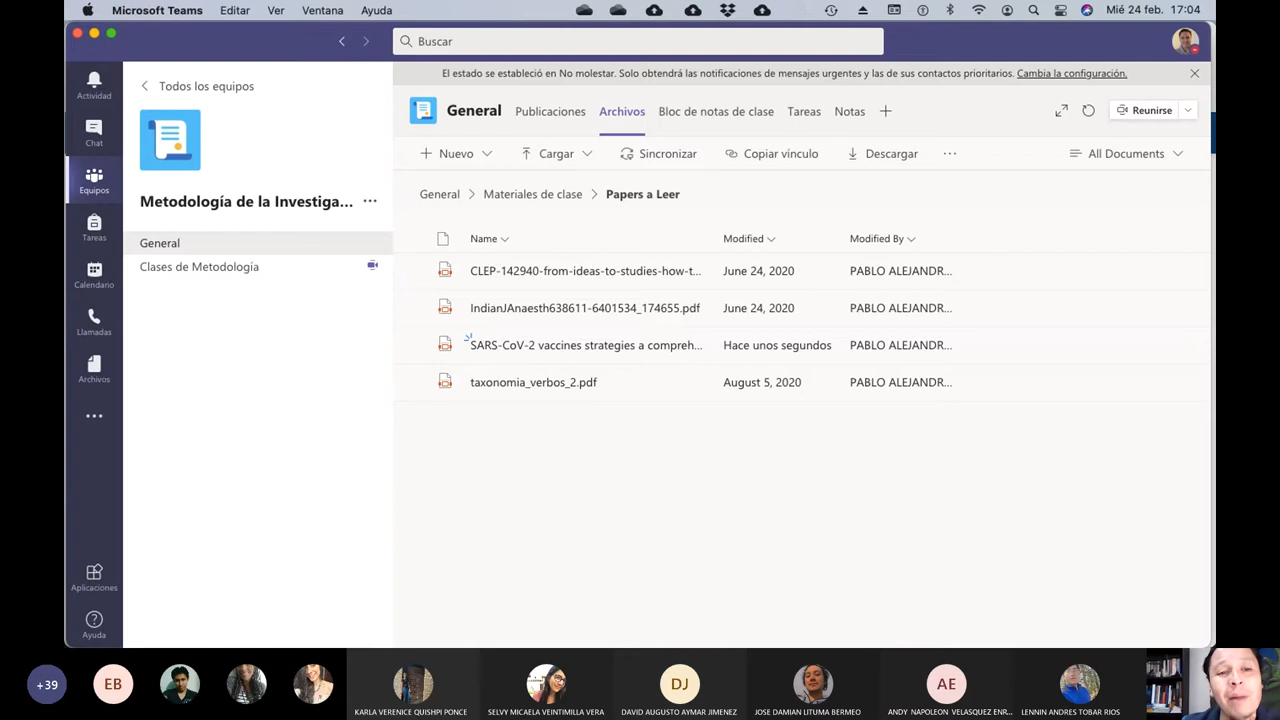 Microsoft Teams Editar Ver Ventana Ayuda Mié 24 feb. 17:04
Buscar
El estado se estableció en No molestar. Solo obtendrá las notificaciones de mensajes urgentes y las de sus contactos prioritarios. Cambia la configuración.
Actividad
Chat
Equipos
Tareas
Calendario
Llamadas
Archivos
Aplicaciones
Ayuda
Todos los equipos
Metodología de la Investiga...
General
Clases de Metodología
General Publicaciones Archivos Bloc de notas de clase Tareas Notas Reunirse
Nuevo Cargar Sincronizar Copiar vínculo Descargar All Documents
General > Materiales de clase > Papers a Leer
Name Modified Modified By
CLEP-142940-from-ideas-to-studies-how-t... June 24, 2020 PABLO ALEJANDR...
IndianJAnaesth638611-6401534_174655.pdf June 24, 2020 PABLO ALEJANDR...
SARS-CoV-2 vaccines strategies a compreh... Hace unos segundos PABLO ALEJANDR...
taxonomia_verbos_2.pdf August 5, 2020 PABLO ALEJANDR...
+39 EB DJ AE
KARLA VERENICE QUISHPI PONCE SELVY MICAELA VEINTIMILLA VERA DAVID AUGUSTO AYMAR JIMENEZ JOSE DAMIAN LITUMA BERMEO ANDY NAPOLEON VELASQUEZ ENR... LENNIN ANDRES TOBAR RIOS